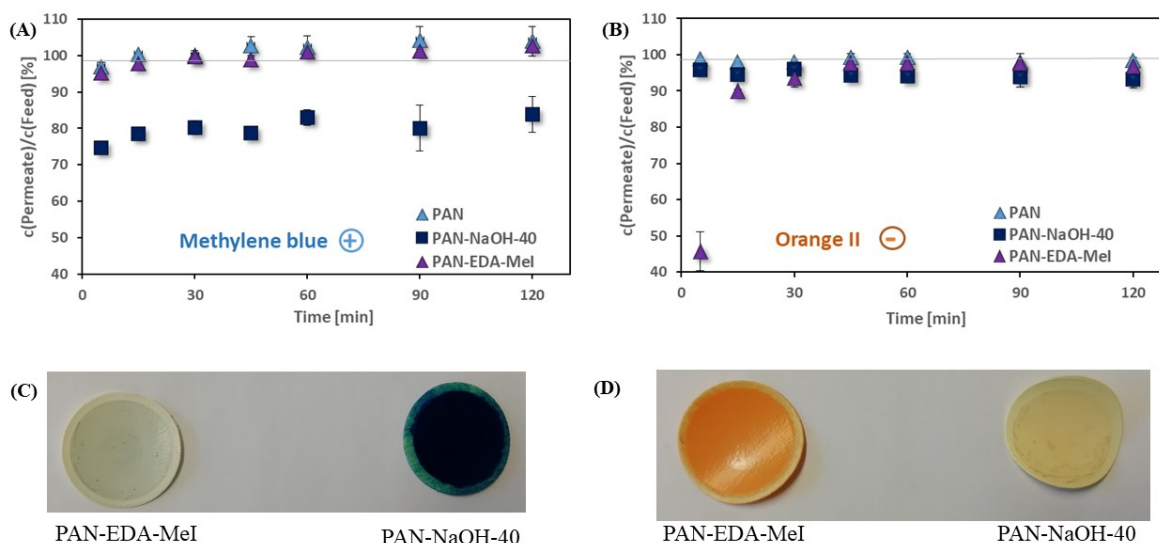 (A)
110
100
90
80
70
60
50
40
c(Permeate)/c(Feed) [%]
PAN
PAN-NaOH-40
PAN-EDA-MeI
Methylene blue +
0 30 60 90 120
Time [min]
(B)
110
100
90
80
70
60
50
40
c(Permeate)/c(Feed) [%]
PAN
PAN-NaOH-40
PAN-EDA-MeI
Orange II -
0 30 60 90 120
Time [min]
(C)
PAN-EDA-MeI PAN-NaOH-40
(D)
PAN-EDA-MeI PAN-NaOH-40